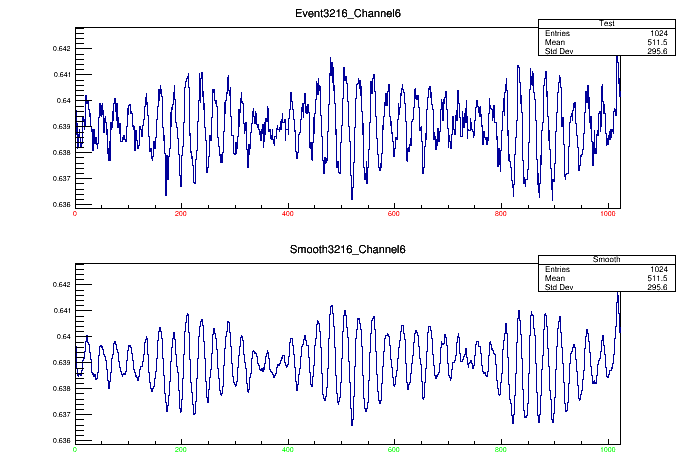 Event3216_Channel6
Test
Entries 1024
Mean 511.5
Std Dev 295.6
0.642
0.641
0.64
0.639
0.638
0.637
0.636
0 200 400 600 800 1000
Smooth3216_Channel6
Smooth
Entries 1024
Mean 511.5
Std Dev 295.6
0.642
0.641
0.64
0.639
0.638
0.637
0.636
0 200 400 600 800 1000